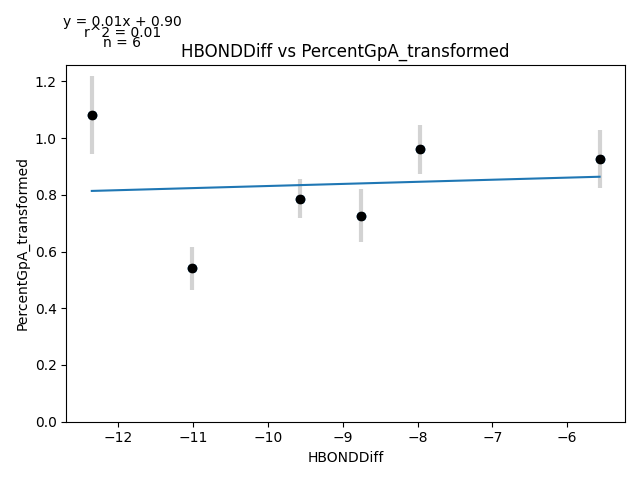 y = 0.01x + 0.90
r^2 = 0.01
n = 6
HBONDDiff vs PercentGpA_transformed
PercentGpA_transformed
1.2
1.0
0.8
0.6
0.4
0.2
0.0
−12
−11
−10
−9
−8
−7
−6
HBONDDiff